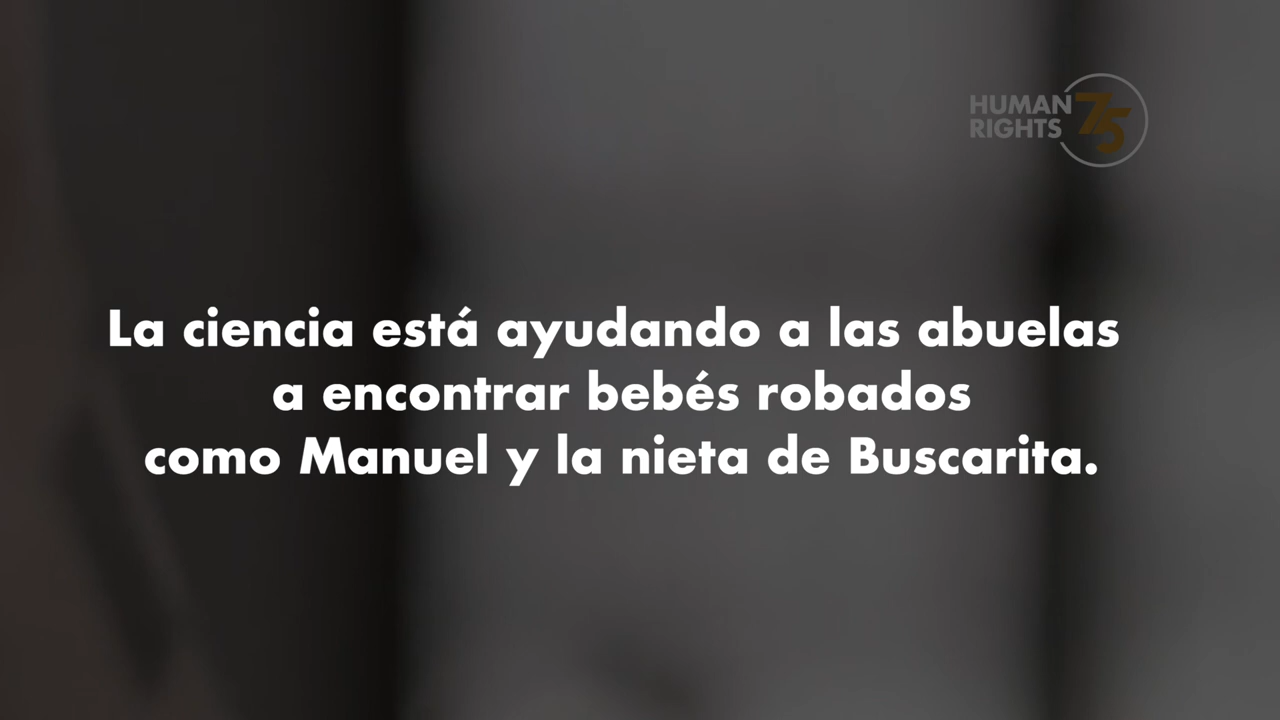 HUMAN
RIGHTS 75
La ciencia está ayudando a las abuelas
a encontrar bebés robados
como Manuel y la nieta de Buscarita.